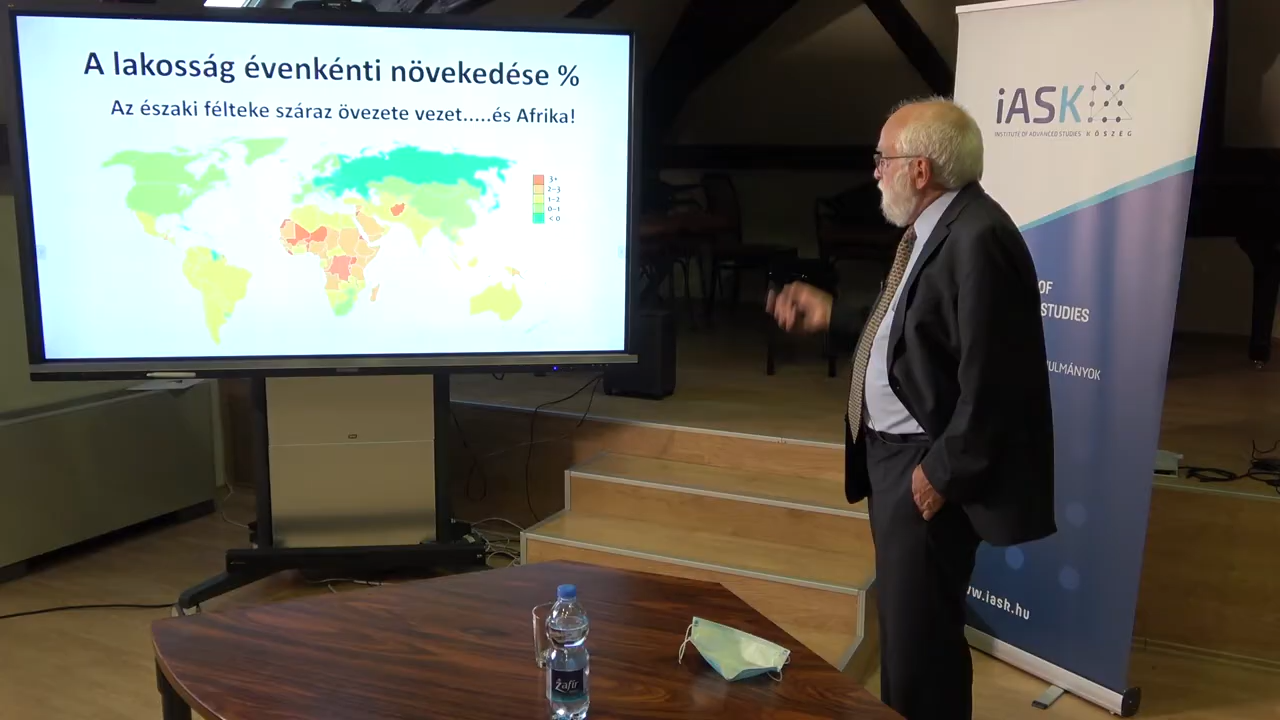 A lakosság évenkénti növekedése %
Az északi félteke száraz övezete vezet.....és Afrika!
3+
2–3
1–2
0–1
< 0
iASK
INSTITUTE OF ADVANCED STUDIES KŐSZEG
OF
STUDIES
www.iask.hu
Zafír